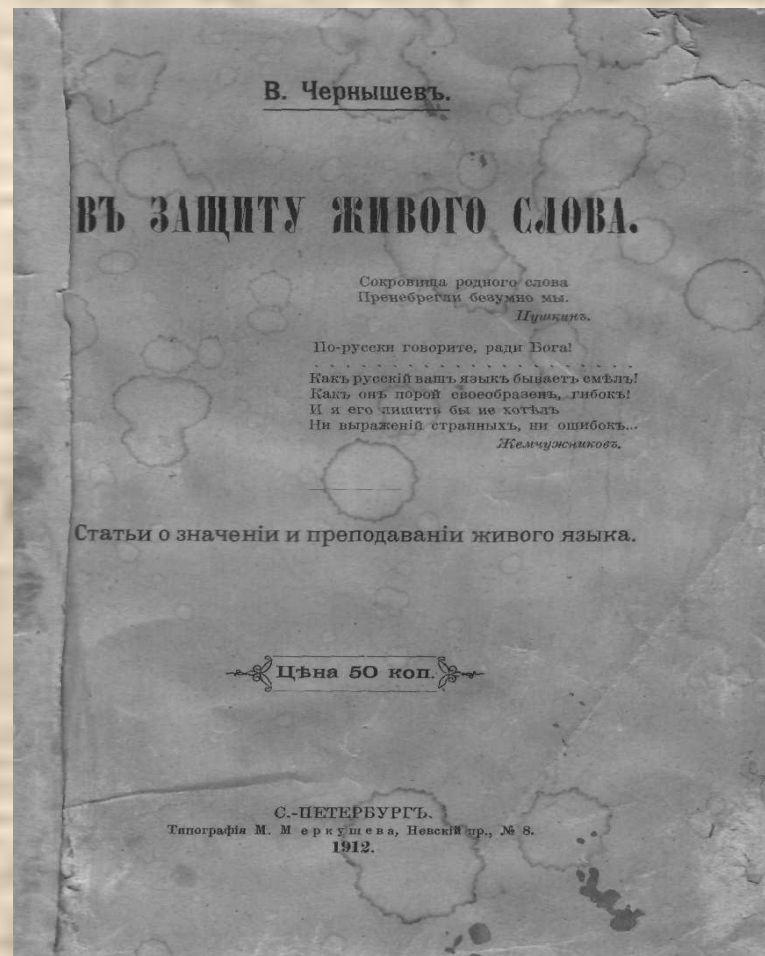 В. Чернышевъ.
ВЪ ЗАЩИТУ ЖИВОГО СЛОВА.
Сокровища родного слова
Пренебрегли безумно мы.
Пушкинъ.
По-русски говорите, ради Бога!
. . . . . . . . . . . . . . . . . . . .
Какъ русскій вашъ языкъ бываетъ смѣлъ!
Какъ онъ порой своеобразенъ, гибокъ!
И я его лишить бы не хотѣлъ
Ни выраженій странныхъ, ни ошибокъ...
Жемчужниковъ.
Статьи о значеніи и преподаваніи живого языка.
Цѣна 50 коп.
С.-ПЕТЕРБУРГЪ.
Типографія М. Меркушева, Невскій пр., № 8.
1912.